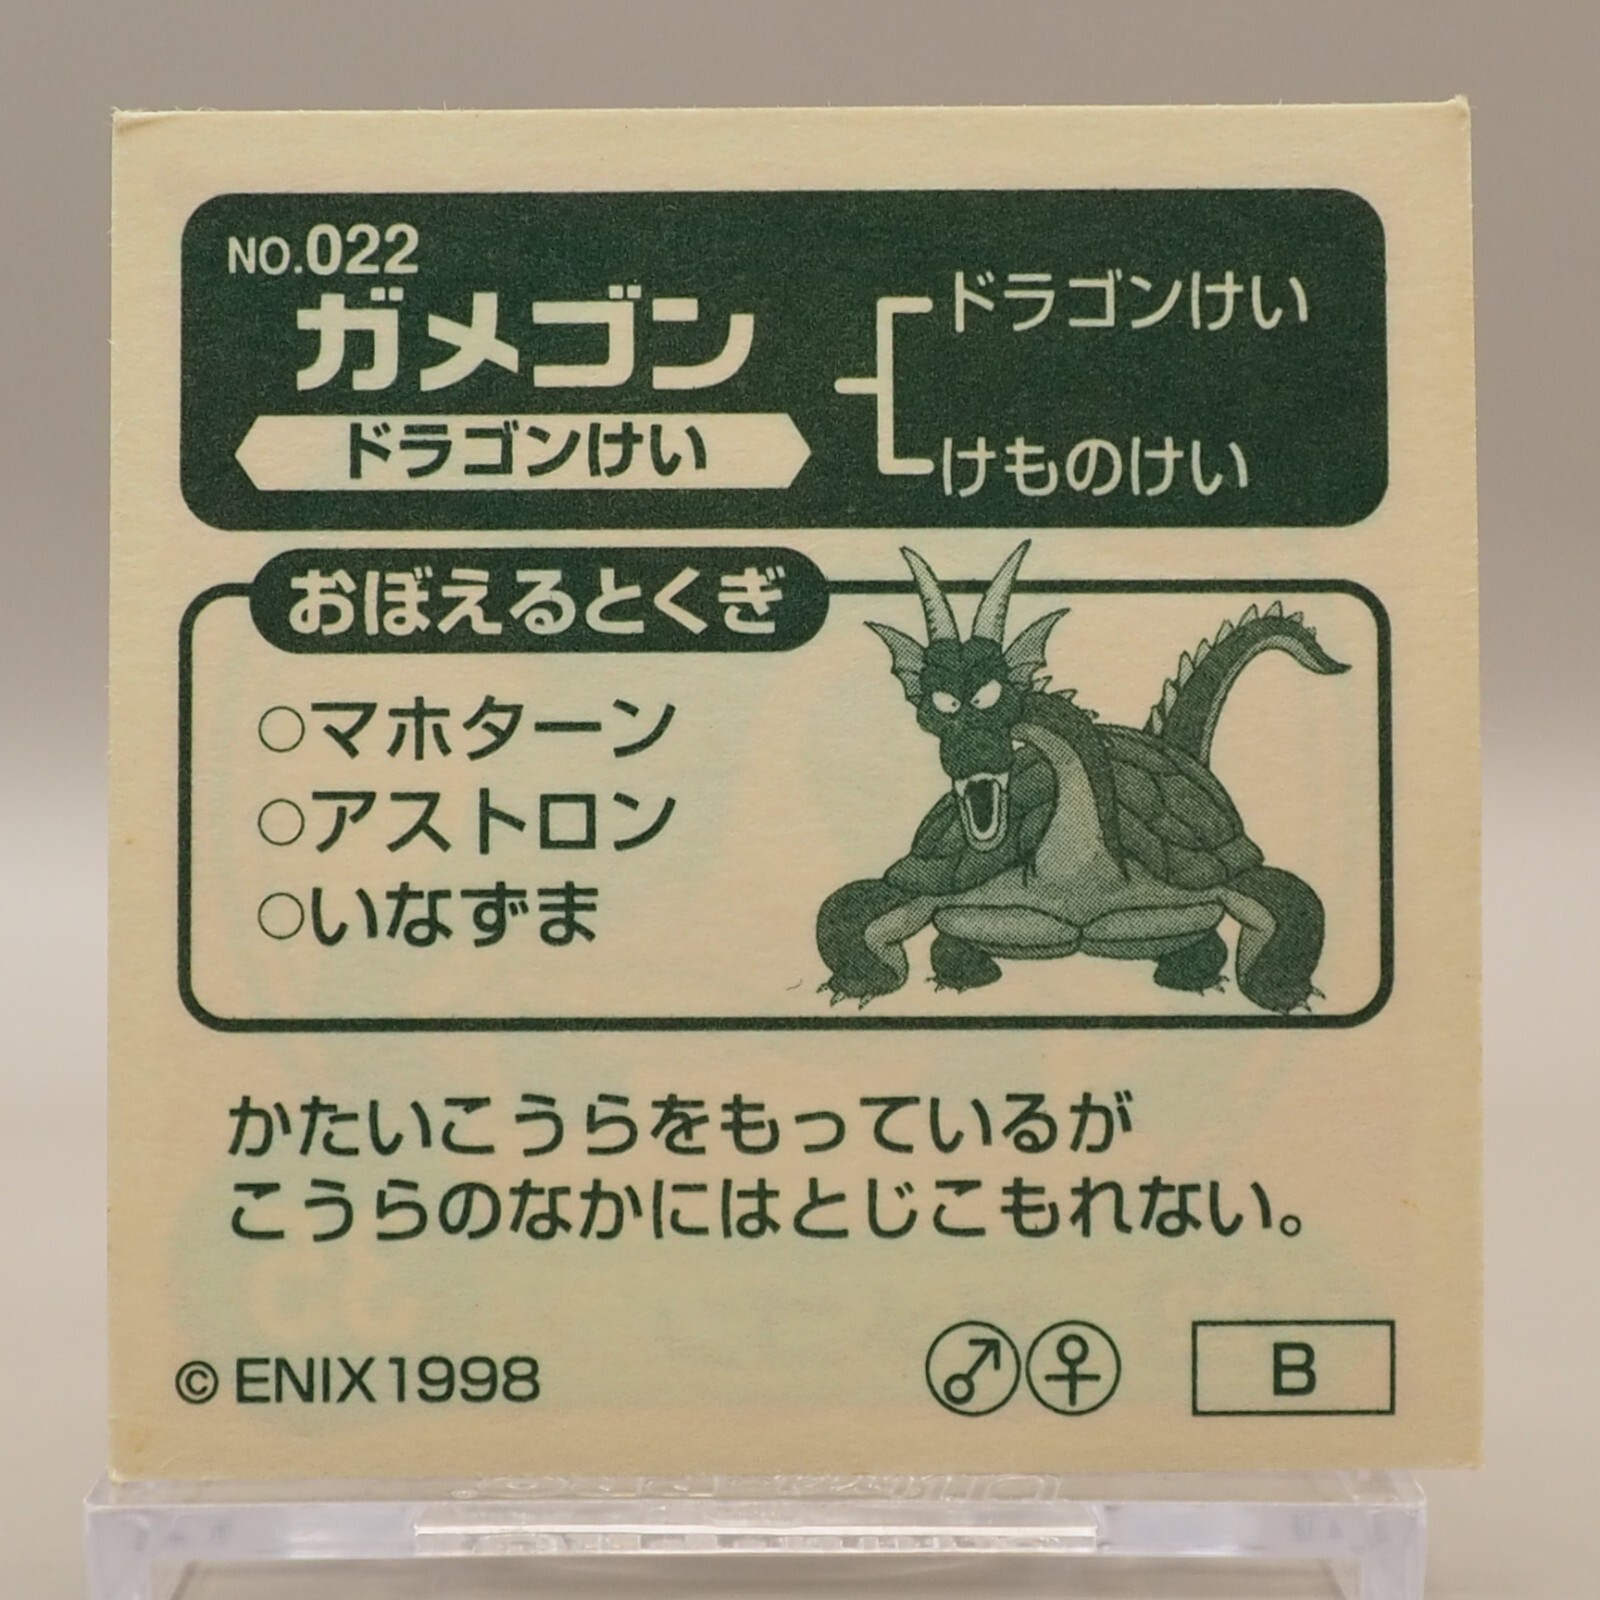 NO.022
ガメゴン
ドラゴンけい
ドラゴンけい
けものけい
おぼえるとくぎ
○マホターン
○アストロン
○いなずま
かたいこうらをもっているが
こうらのなかにはとじこもれない。
© ENIX 1998
♂♀
B